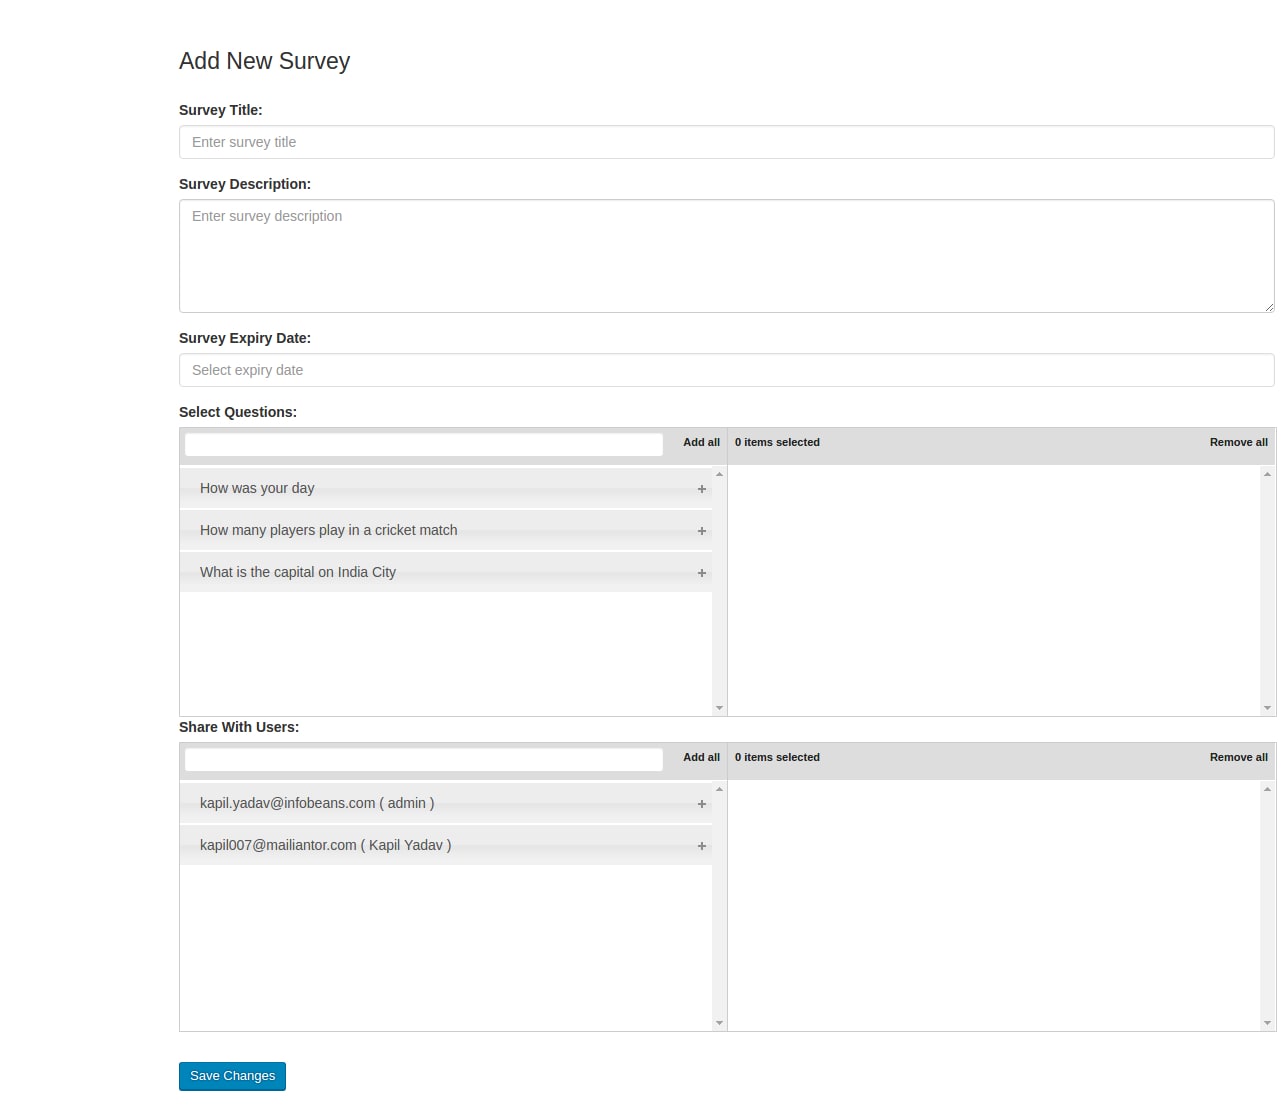 Add New Survey
Survey Title:
Enter survey title
Survey Description:
Enter survey description
Survey Expiry Date:
Select expiry date
Select Questions:
Add all
0 items selected
Remove all
How was your day
How many players play in a cricket match
What is the capital on India City
Share With Users:
Add all
0 items selected
Remove all
kapil.yadav@infobeans.com ( admin )
kapil007@mailiantor.com ( Kapil Yadav )
Save Changes